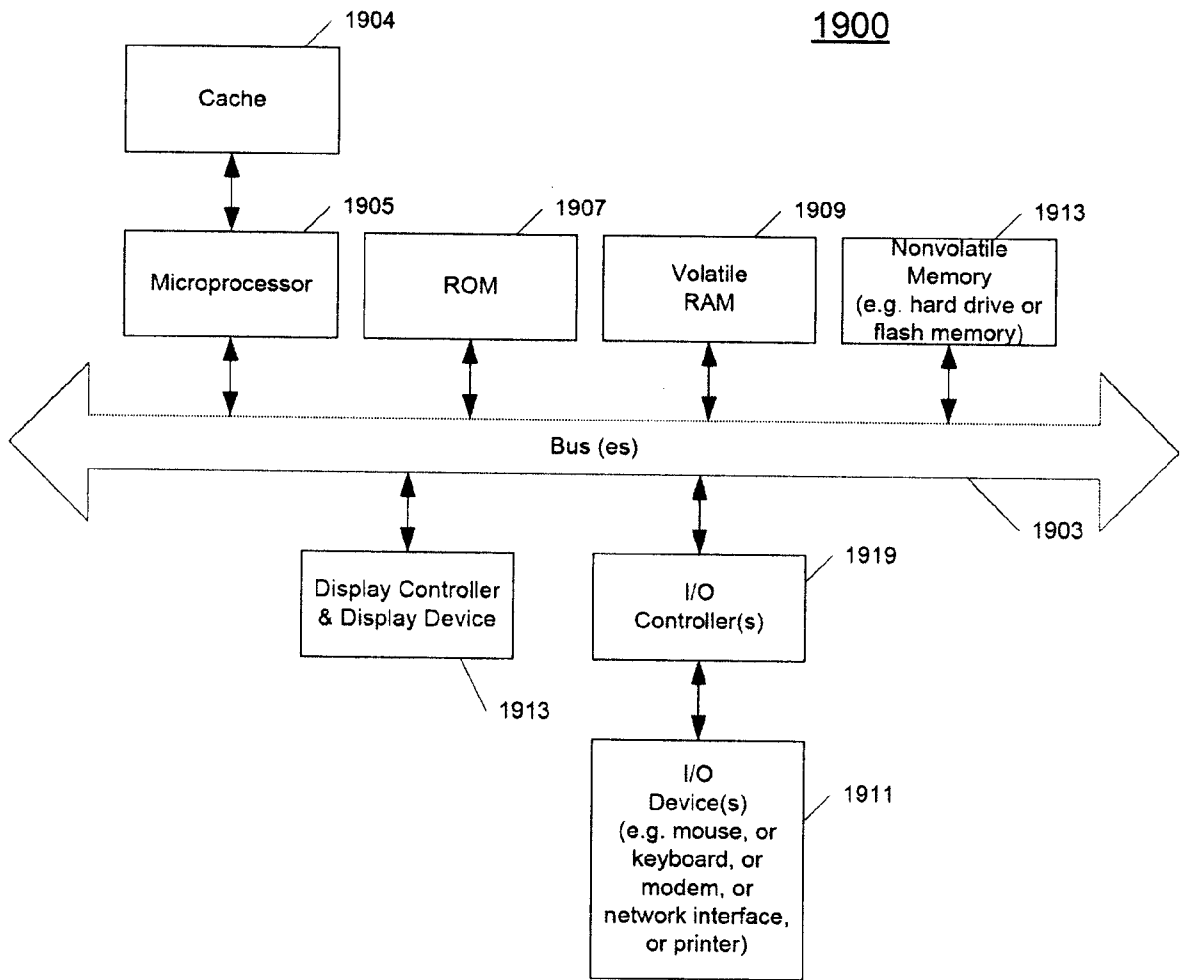 1900
1904
Cache
1905
Microprocessor
1907
ROM
1909
Volatile
RAM
1913
Nonvolatile
Memory
(e.g. hard drive or
flash memory)
Bus (es)
1903
Display Controller
& Display Device
1913
1919
I/O
Controller(s)
1911
I/O
Device(s)
(e.g. mouse, or
keyboard, or
modem, or
network interface,
or printer)